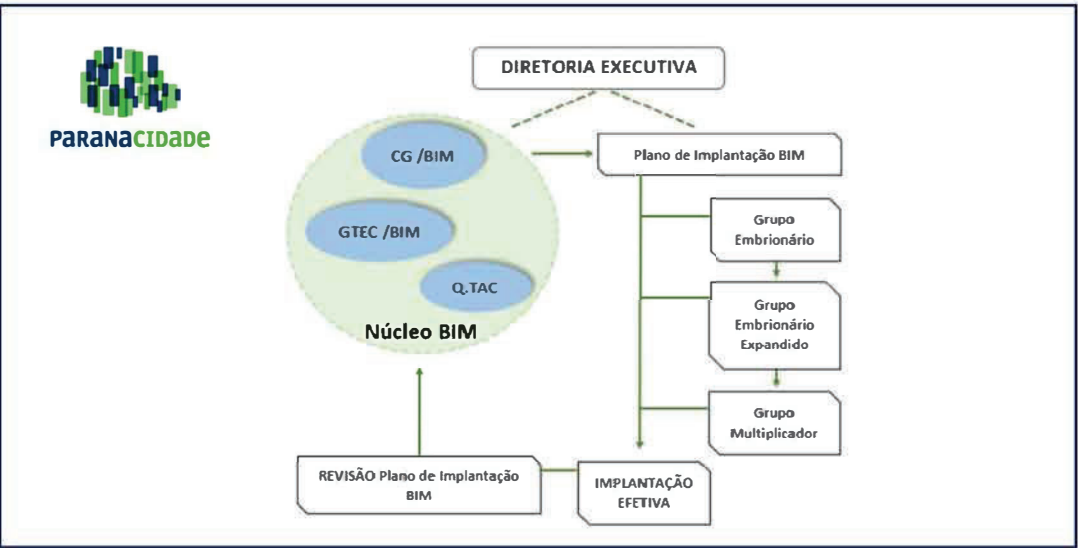 PARANACIDADE
DIRETORIA EXECUTIVA
CG /BIM
GTEC /BIM
Q.TAC
Núcleo BIM
Plano de Implantação BIM
Grupo
Embrionário
Grupo
Embrionário
Expandido
Grupo
Multiplicador
IMPLANTAÇÃO
EFETIVA
REVISÃO Plano de Implantação
BIM